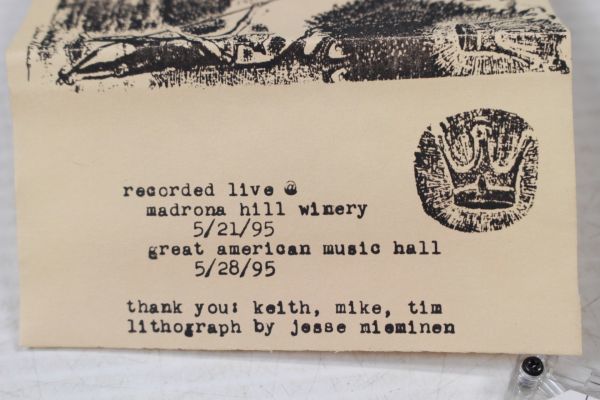 recorded live @
madrona hill winery
5/21/95
great american music hall
5/28/95
thank you: keith, mike, tim
lithograph by jesse nieminen